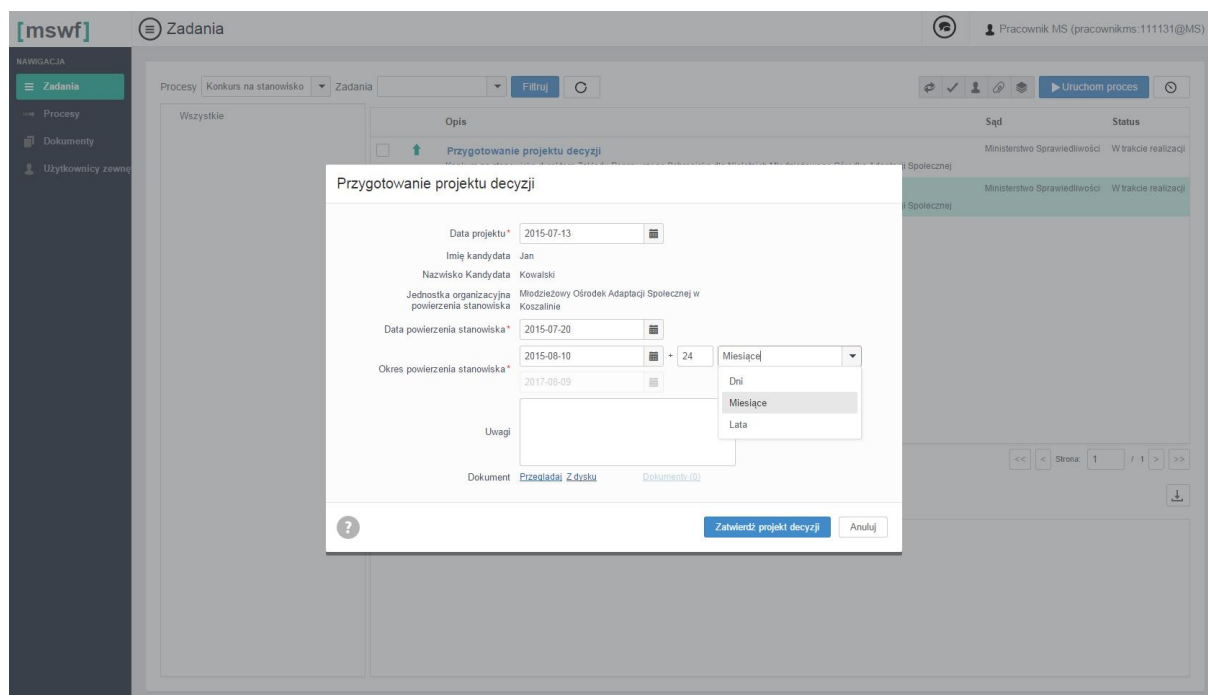 [mswf]
Zadania
Pracownik MS (pracownikms:111131@MS)
NAWIGACJA
Zadania
Procesy
Dokumenty
Użytkownicy zewnę
Procesy Konkurs na stanowisko Zadania Filtruj Uruchom proces
Wszystkie
Opis Sąd Status
Przygotowanie projektu decyzji Ministerstwo Sprawiedliwości W trakcie realizacji
i Społecznej
Ministerstwo Sprawiedliwości W trakcie realizacji
i Społecznej
Przygotowanie projektu decyzji
Data projektu* 2015-07-13
Imię kandydata Jan
Nazwisko Kandydata Kowalski
Jednostka organizacyjna powierzenia stanowiska Młodzieżowy Ośrodek Adaptacji Społecznej w Koszalinie
Data powierzenia stanowiska* 2015-07-20
Okres powierzenia stanowiska* 2015-08-10 + 24 Miesiące
2017-08-09
Dni
Miesiące
Lata
Uwagi
Dokument Przeglądaj Z dysku Dokumenty (0)
<< < Strona: 1 / 1 > >>
? Zatwierdź projekt decyzji Anuluj